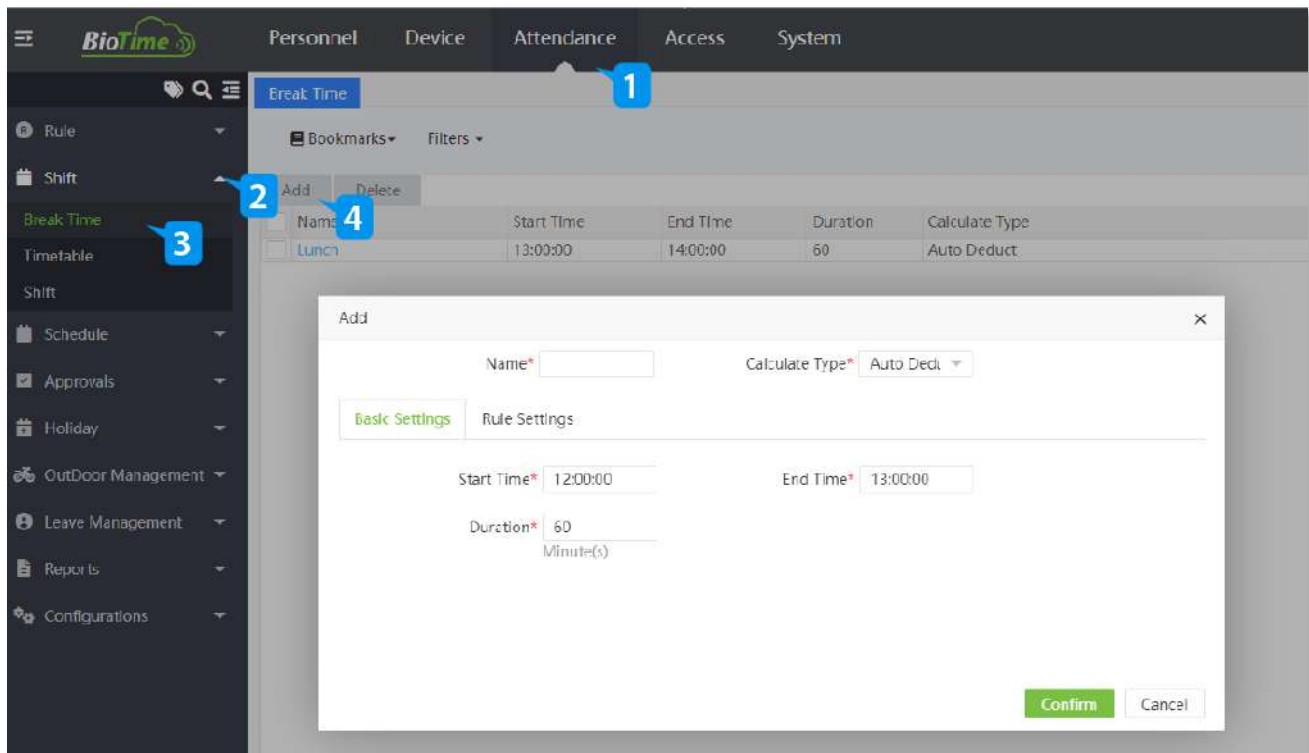 BioTime Personnel Device Attendance Access System
1
Break Time
Rule
Bookmarks Filters
Shift
2
Add Delete
4
Break Time
Name Start Time End Time Duration Calculate Type
3
Lunch 13:00:00 14:00:00 60 Auto Deduct
Timetable
Shift
Add ×
Schedule
Name* Calculate Type* Auto Dedu
Approvals
Basic Settings Rule Settings
Holiday
OutDoor Management
Start Time* 12:00:00 End Time* 13:00:00
Leave Management
Duration* 60
Minute(s)
Reports
Configurations
Confirm Cancel